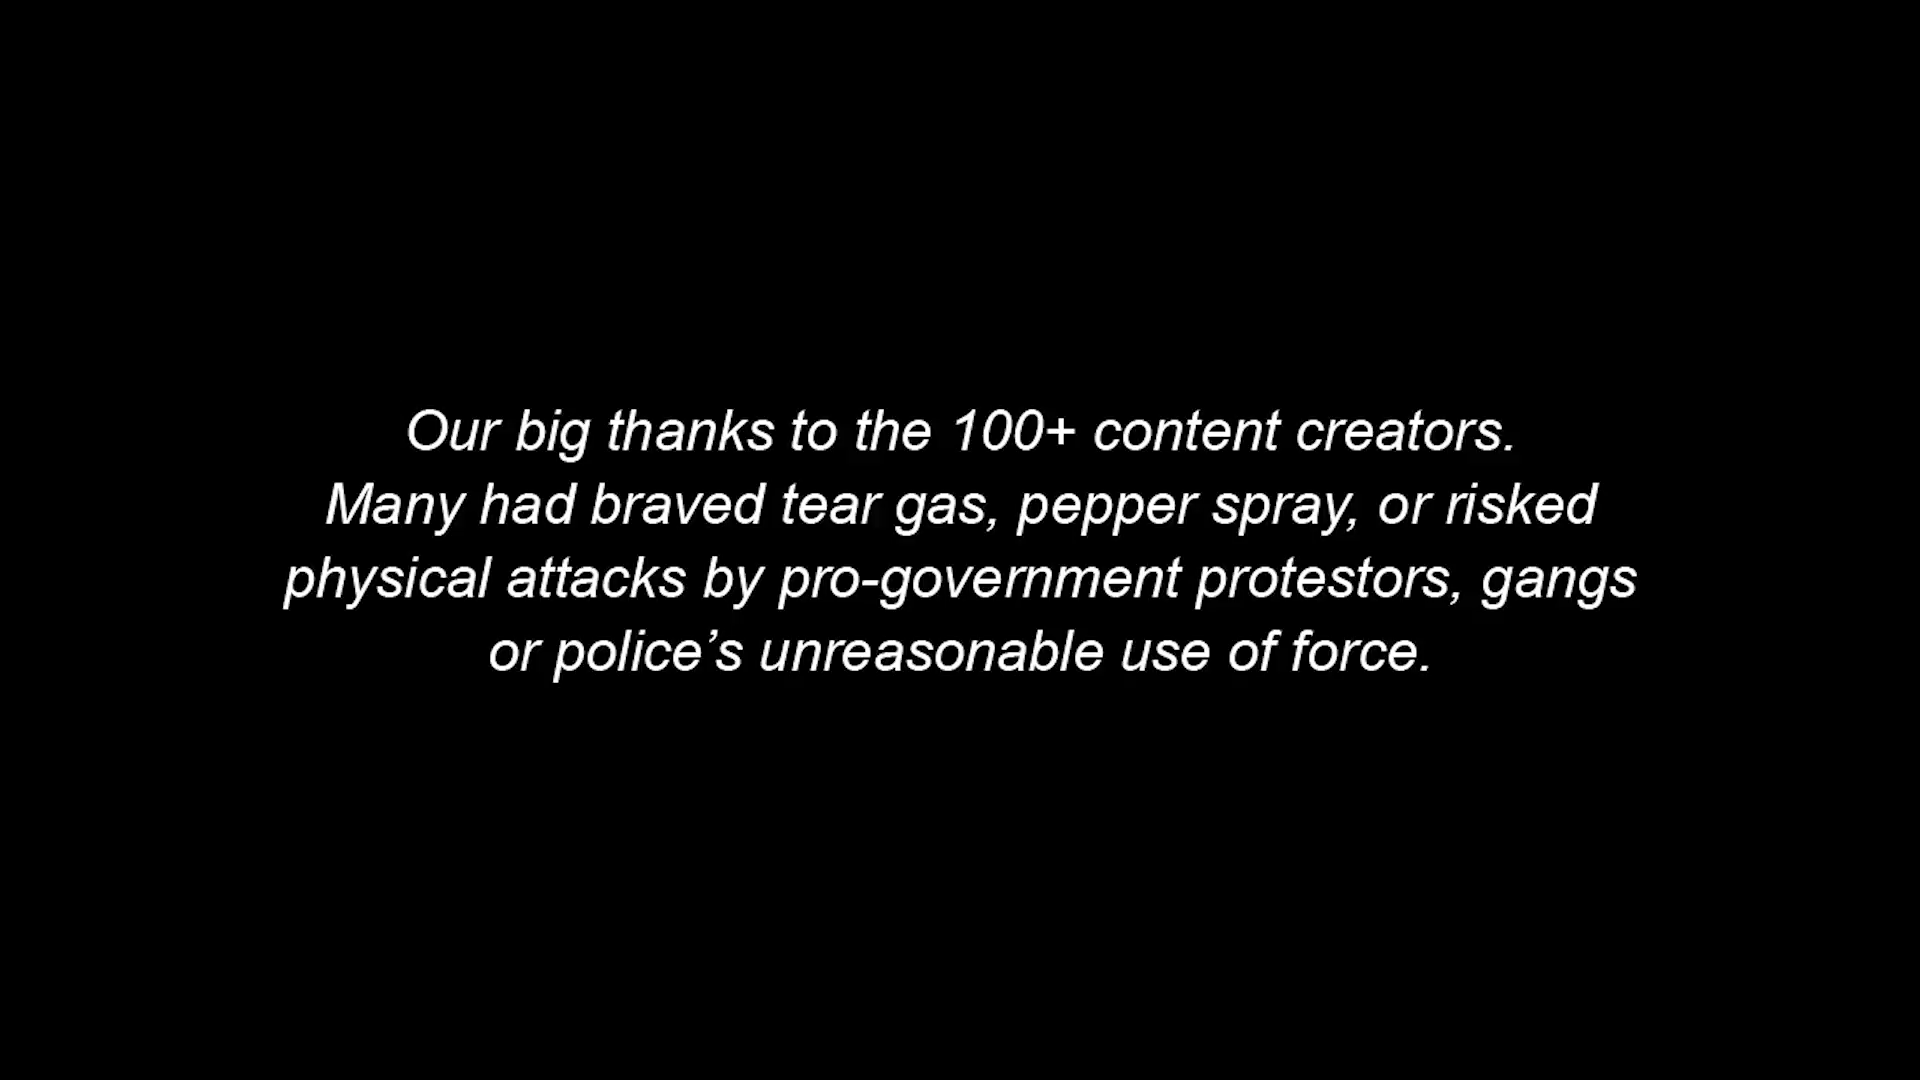 Our big thanks to the 100+ content creators.
Many had braved tear gas, pepper spray, or risked
physical attacks by pro-government protestors, gangs
or police’s unreasonable use of force.